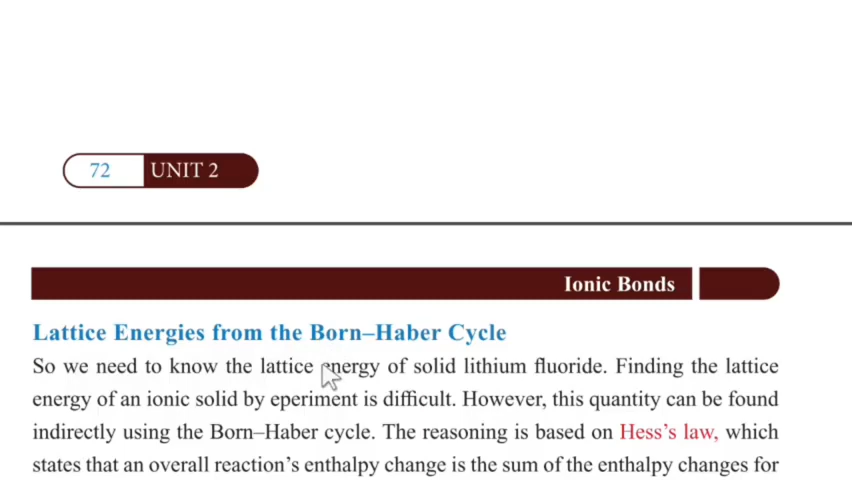 72 UNIT 2
Ionic Bonds
Lattice Energies from the Born–Haber Cycle
So we need to know the lattice energy of solid lithium fluoride. Finding the lattice
energy of an ionic solid by eperiment is difficult. However, this quantity can be found
indirectly using the Born–Haber cycle. The reasoning is based on Hess’s law, which
states that an overall reaction’s enthalpy change is the sum of the enthalpy changes for